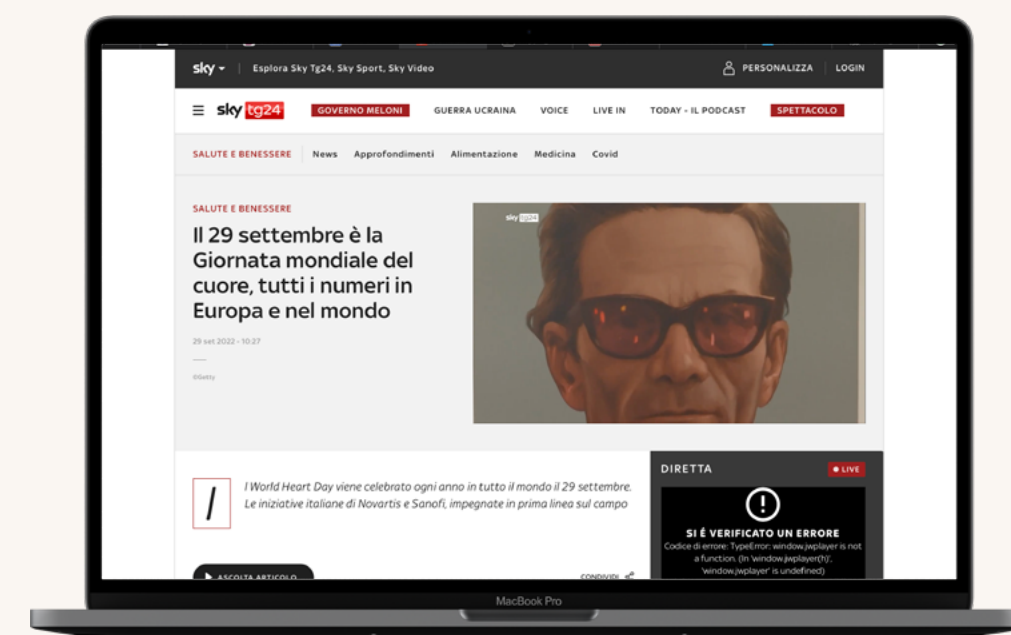 sky
Esplora Sky Tg24, Sky Sport, Sky Video
PERSONALIZZA
LOGIN
sky tg24
GOVERNO MELONI
GUERRA UCRAINA
VOICE
LIVE IN
TODAY - IL PODCAST
SPETTACOLO
SALUTE E BENESSERE
News
Approfondimenti
Alimentazione
Medicina
Covid
SALUTE E BENESSERE
Il 29 settembre è la
Giornata mondiale del
cuore, tutti i numeri in
Europa e nel mondo
29 set 2022 - 10:27
©Getty
sky tg24
I
l World Heart Day viene celebrato ogni anno in tutto il mondo il 29 settembre.
Le iniziative italiane di Novartis e Sanofi, impegnate in prima linea sul campo
ASCOLTA ARTICOLO
CONDIVIDI
DIRETTA
LIVE
SI É VERIFICATO UN ERRORE
Codice di errore: TypeError: window.jwplayer is not
a function. (In 'window.jwplayer(h)',
'window.jwplayer' is undefined)
MacBook Pro